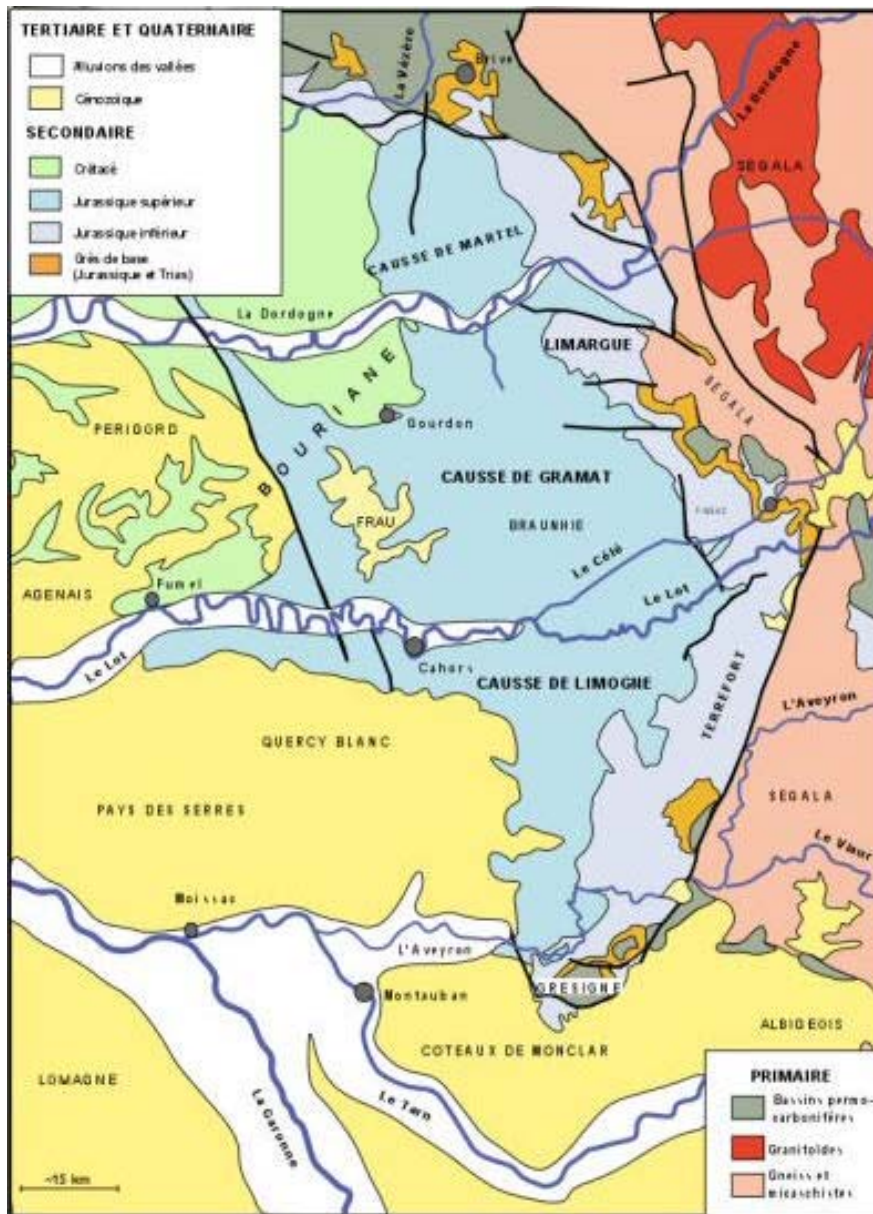 TERTIAIRE ET QUATERNAIRE
Alluvions des vallées
Cénozoïque
SECONDAIRE
Crétacé
Jurassique supérieur
Jurassique inférieur
Grès de base
(Jurassique et Trias)
La Vézère
Brive
La Dordogne
SEGALA
CAUSSE DE MARTEL
La Dordogne
LIMARGUE
SEGALA
BOURIANE
Gourdon
PERIGORD
CAUSSE DE GRAMAT
FRAU
BRAUNHIE
Le Célé
Fumel
AGENAIS
Le Lot
Le Lot
Cahors
CAUSSE DE LIMOGNE
TERREFORT
L'Aveyron
QUERCY BLANC
PAYS DES SERRES
SEGALA
Le Viaur
Moissac
L'Aveyron
GRESIGNE
Montauban
ALBIGEOIS
COTEAUX DE MONCLAR
LOMAGNE
La Garonne
Le Tarn
~15 km
PRIMAIRE
Bassins permo-
carbonifères
Granitoïdes
Gneiss et
micaschistes